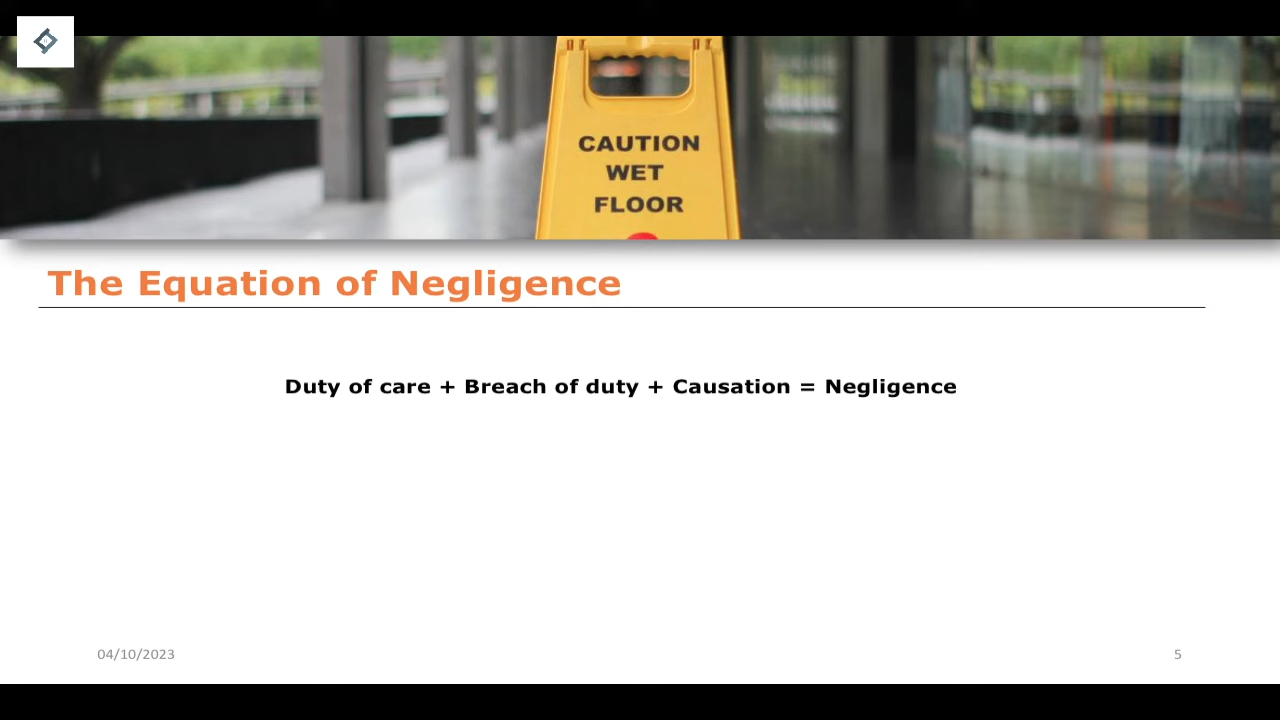 CAUTION
WET
FLOOR
The Equation of Negligence
Duty of care + Breach of duty + Causation = Negligence
04/10/2023
5